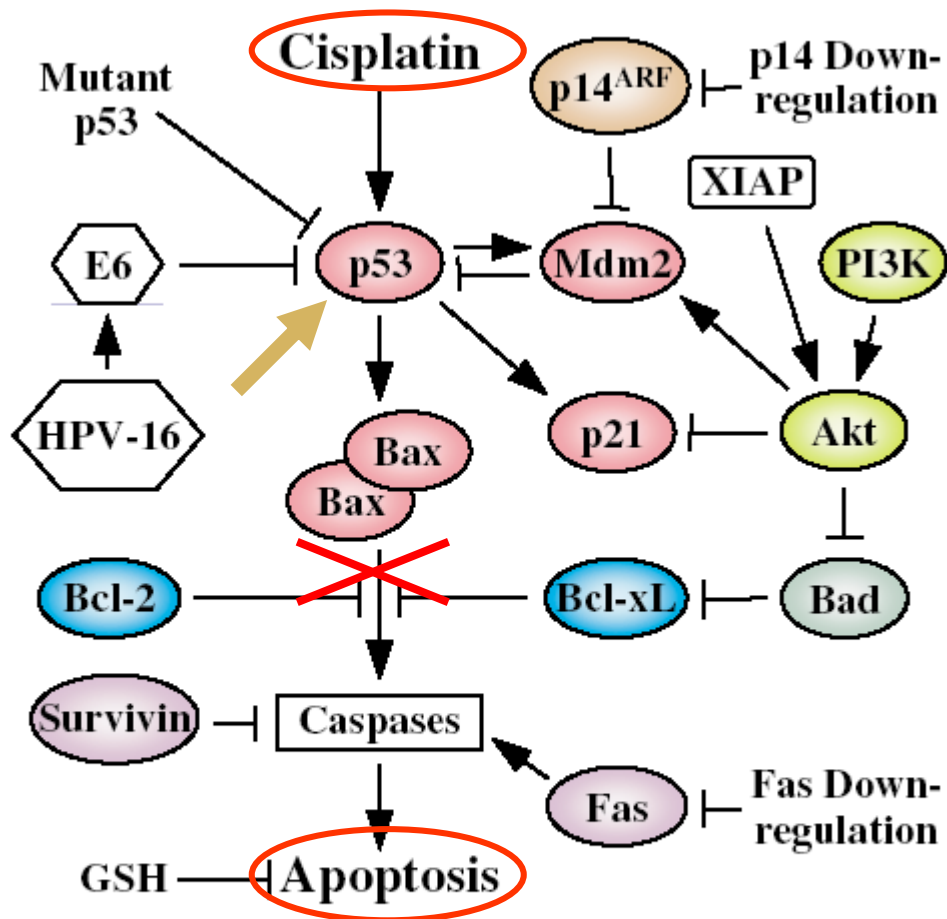 Cisplatin
Mutant
p53
p14ARF
p14 Down-
regulation
XIAP
E6
p53
Mdm2
PI3K
HPV-16
Bax
Bax
p21
Akt
Bcl-2
Bcl-xL
Bad
Survivin
Caspases
Fas
Fas Down-
regulation
GSH
Apoptosis